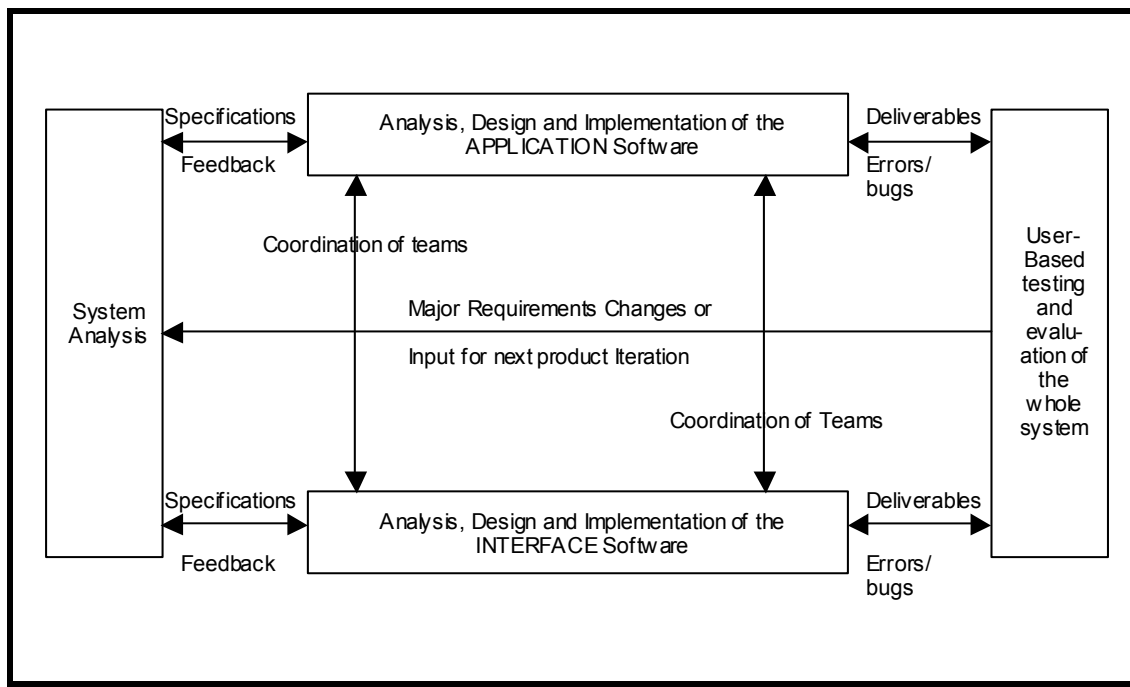 Specifications
Feedback
Analysis, Design and Implementation of the
APPLICATION Software
Deliverables
Errors/
bugs
Coordination of teams
System
Analysis
Major Requirements Changes or
Input for next product Iteration
Coordination of Teams
User-
Based
testing
and
evalu-
ation of
the
whole
system
Specifications
Feedback
Analysis, Design and Implementation of the
INTERFACE Software
Deliverables
Errors/
bugs